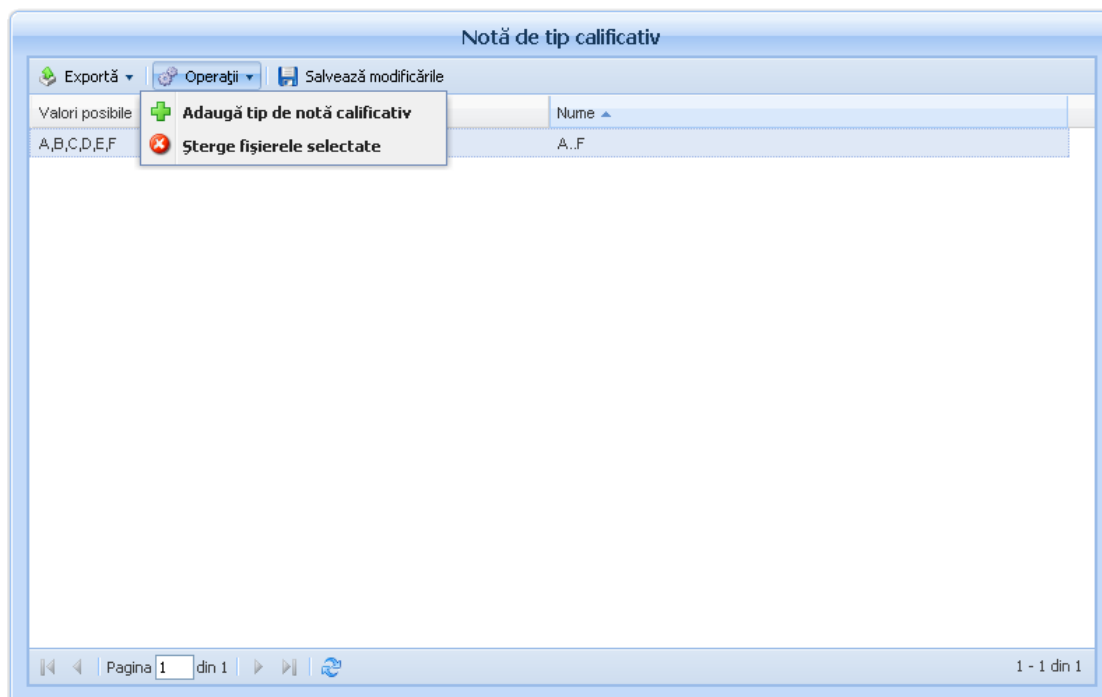 Notă de tip calificativ
Exportă Operaţii Salvează modificările
Valori posibile Nume
Adaugă tip de notă calificativ
A,B,C,D,E,F A..F
Şterge fişierele selectate
Pagina 1 din 1 1 - 1 din 1